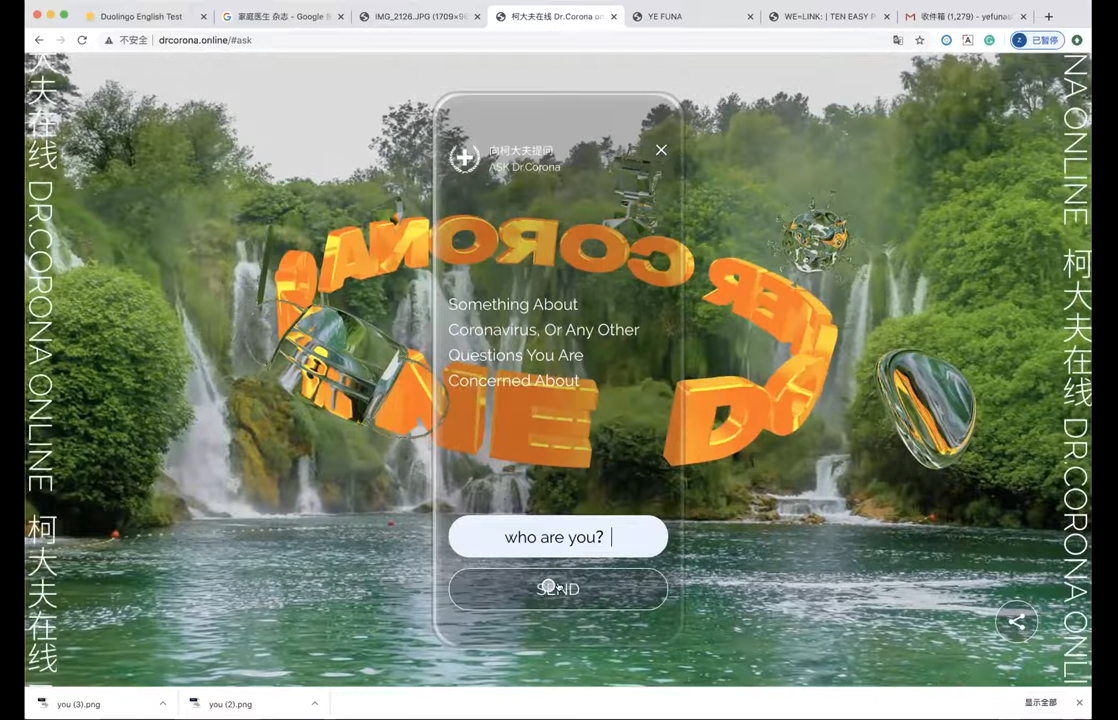 Duolingo English Test
家庭医生 杂志 - Google
IMG_2126.JPG (1709×9
柯大夫在线 Dr.Corona on
YE FUNA
WE=LINK: | TEN EASY P
收件箱 (1,279) - yefuna
不安全 | drcorona.online/#ask
已暂停
大夫在线 DR.CORONA.ONLINE 柯大夫在线
NA.ONLINE 柯大夫在线 DR.CORONA.ONLI
向柯大夫提问
ASK Dr.Corona
Something About
Coronavirus, Or Any Other
Questions You Are
Concerned About
who are you?
SEND
you (3).png
you (2).png
显示全部